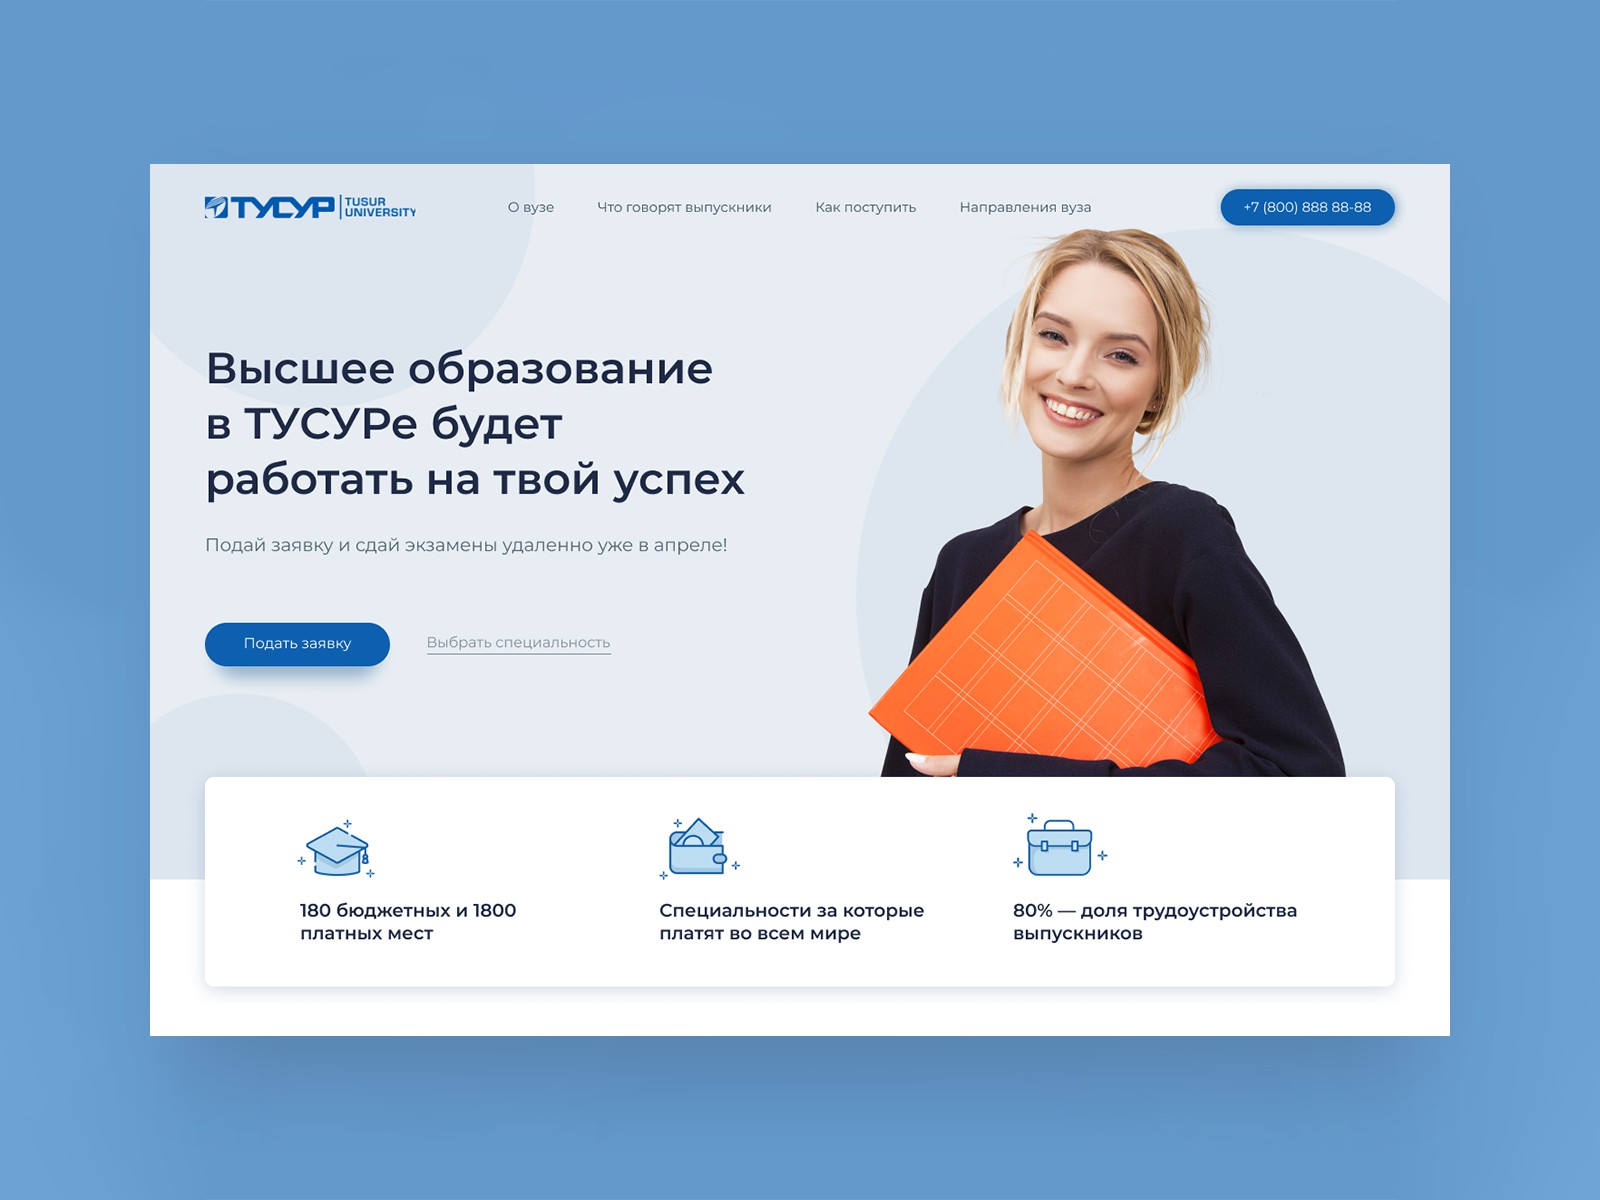 ТУСУР
TUSUR
UNIVERSITY
О вузе
Что говорят выпускники
Как поступить
Направления вуза
+7 (800) 888 88-88
Высшее образование
в ТУСУРе будет
работать на твой успех
Подай заявку и сдай экзамены удаленно уже в апреле!
Подать заявку
Выбрать специальность
180 бюджетных и 1800
платных мест
Специальности за которые
платят во всем мире
80% — доля трудоустройства
выпускников